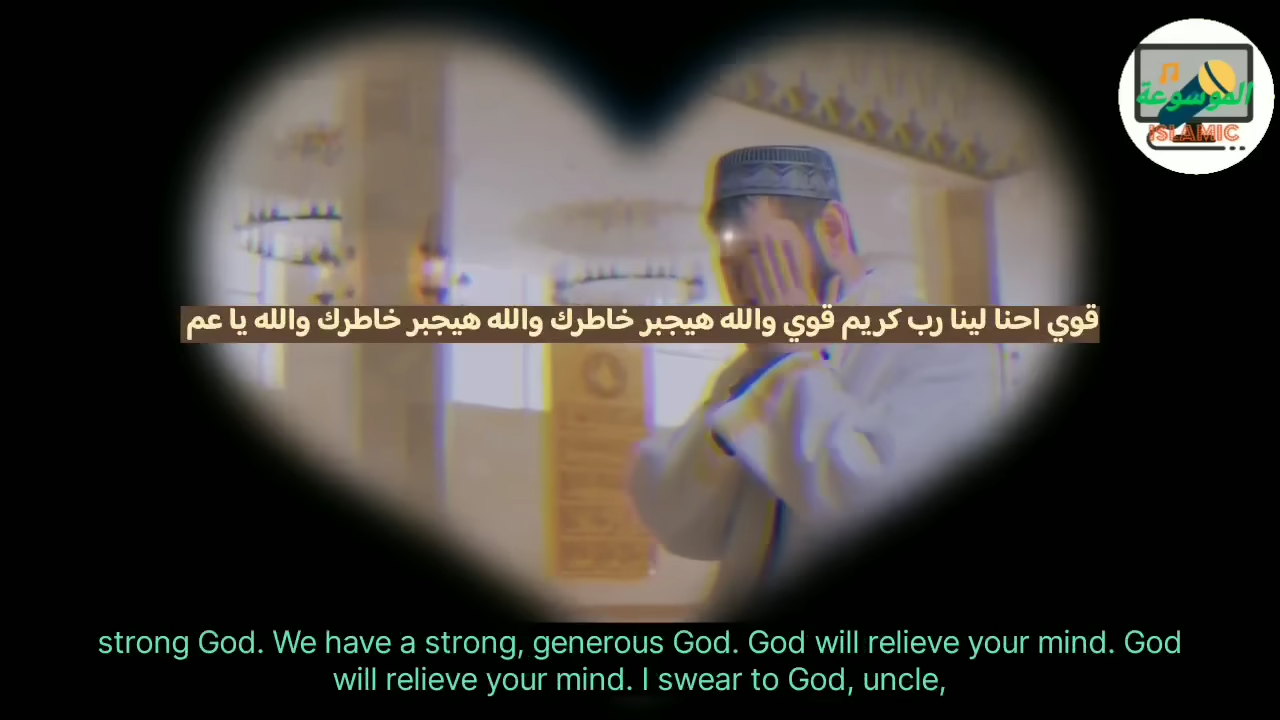 الموسوعة
ISLAMIC
قوي احنا لينا رب كريم قوي والله هيجبر خاطرك والله هيجبر خاطرك والله يا عم
strong God. We have a strong, generous God. God will relieve your mind. God
will relieve your mind. I swear to God, uncle,